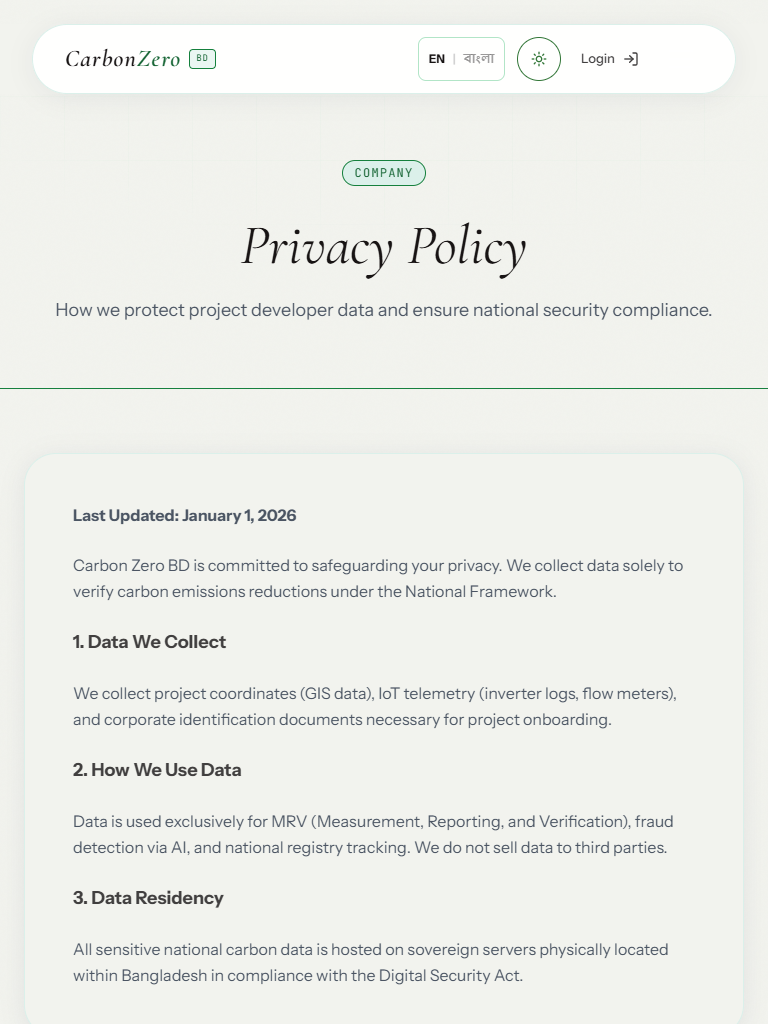 CarbonZero BD
EN | বাংলা
Login
COMPANY
Privacy Policy
How we protect project developer data and ensure national security compliance.
Last Updated: January 1, 2026
Carbon Zero BD is committed to safeguarding your privacy. We collect data solely to
verify carbon emissions reductions under the National Framework.
1. Data We Collect
We collect project coordinates (GIS data), IoT telemetry (inverter logs, flow meters),
and corporate identification documents necessary for project onboarding.
2. How We Use Data
Data is used exclusively for MRV (Measurement, Reporting, and Verification), fraud
detection via AI, and national registry tracking. We do not sell data to third parties.
3. Data Residency
All sensitive national carbon data is hosted on sovereign servers physically located
within Bangladesh in compliance with the Digital Security Act.